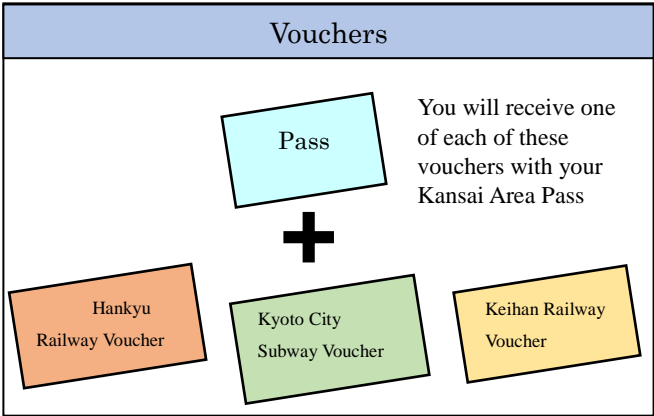 Vouchers
Pass
You will receive one
of each of these
vouchers with your
Kansai Area Pass
Hankyu
Railway Voucher
Kyoto City
Subway Voucher
Keihan Railway
Voucher